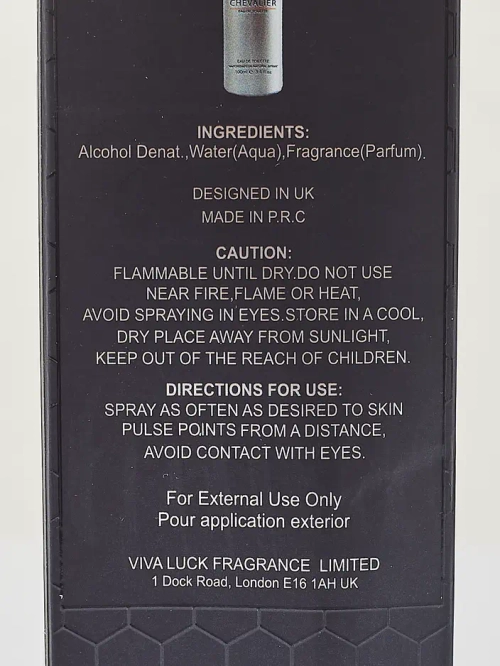 CHEVALIER
EAU DE TOILETTE
INGREDIENTS:
Alcohol Denat.,Water(Aqua),Fragrance(Parfum).
DESIGNED IN UK
MADE IN P.R.C
CAUTION:
FLAMMABLE UNTIL DRY.DO NOT USE
NEAR FIRE,FLAME OR HEAT,
AVOID SPRAYING IN EYES.STORE IN A COOL,
DRY PLACE AWAY FROM SUNLIGHT,
KEEP OUT OF THE REACH OF CHILDREN.
DIRECTIONS FOR USE:
SPRAY AS OFTEN AS DESIRED TO SKIN
PULSE POINTS FROM A DISTANCE,
AVOID CONTACT WITH EYES.
For External Use Only
Pour application exterior
VIVA LUCK FRAGRANCE LIMITED
1 Dock Road, London E16 1AH UK